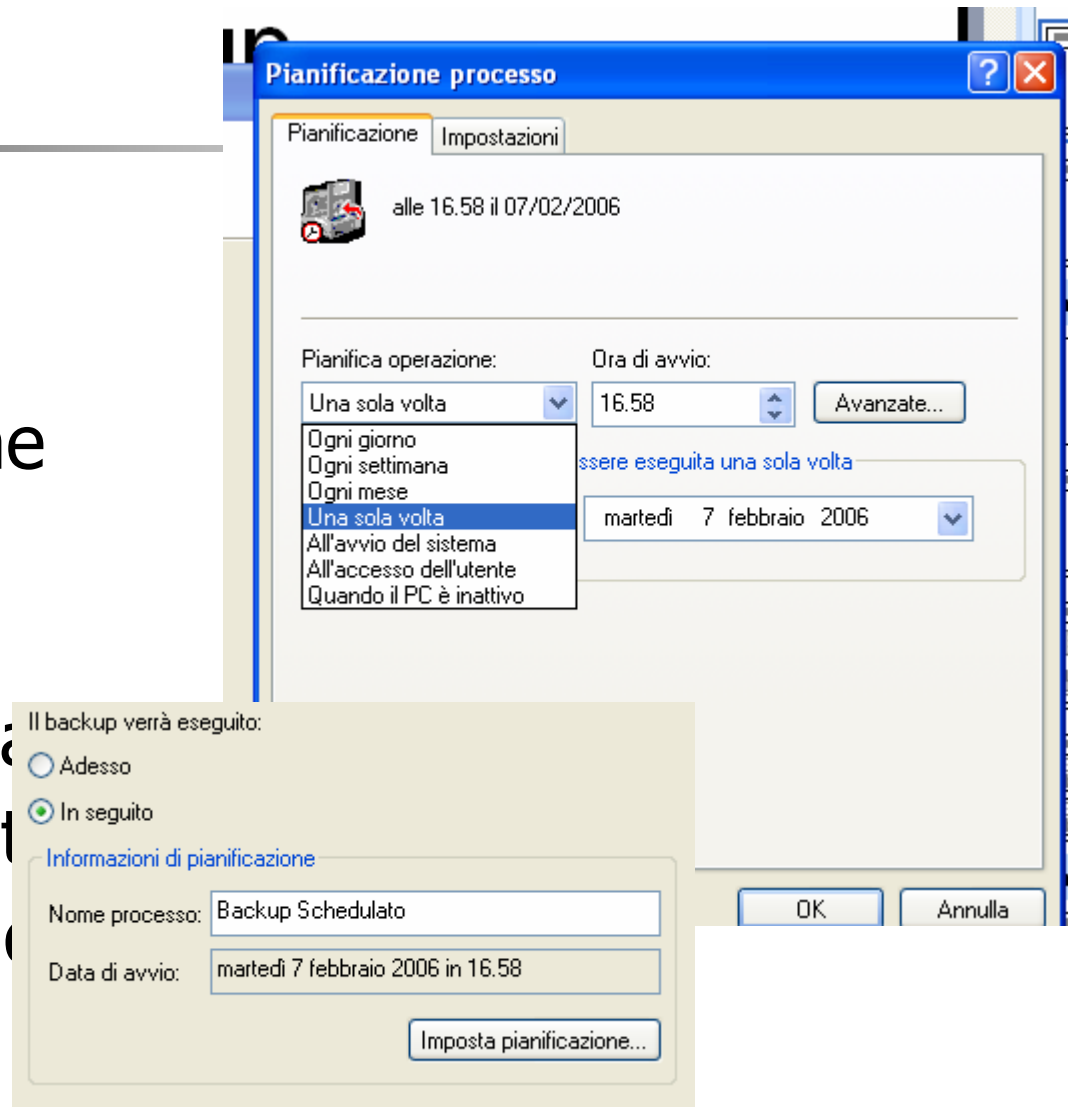 Pianificazione processo
Pianificazione Impostazioni
alle 16.58 il 07/02/2006
Pianifica operazione: Ora di avvio:
Una sola volta 16.58 Avanzate...
Ogni giorno
Ogni settimana
ssere eseguita una sola volta
Ogni mese
Una sola volta
martedì 7 febbraio 2006
All'avvio del sistema
All'accesso dell'utente
Quando il PC è inattivo
Il backup verrà eseguito:
Adesso
In seguito
Informazioni di pianificazione
Nome processo: Backup Schedulato
OK Annulla
Data di avvio: martedì 7 febbraio 2006 in 16.58
Imposta pianificazione...